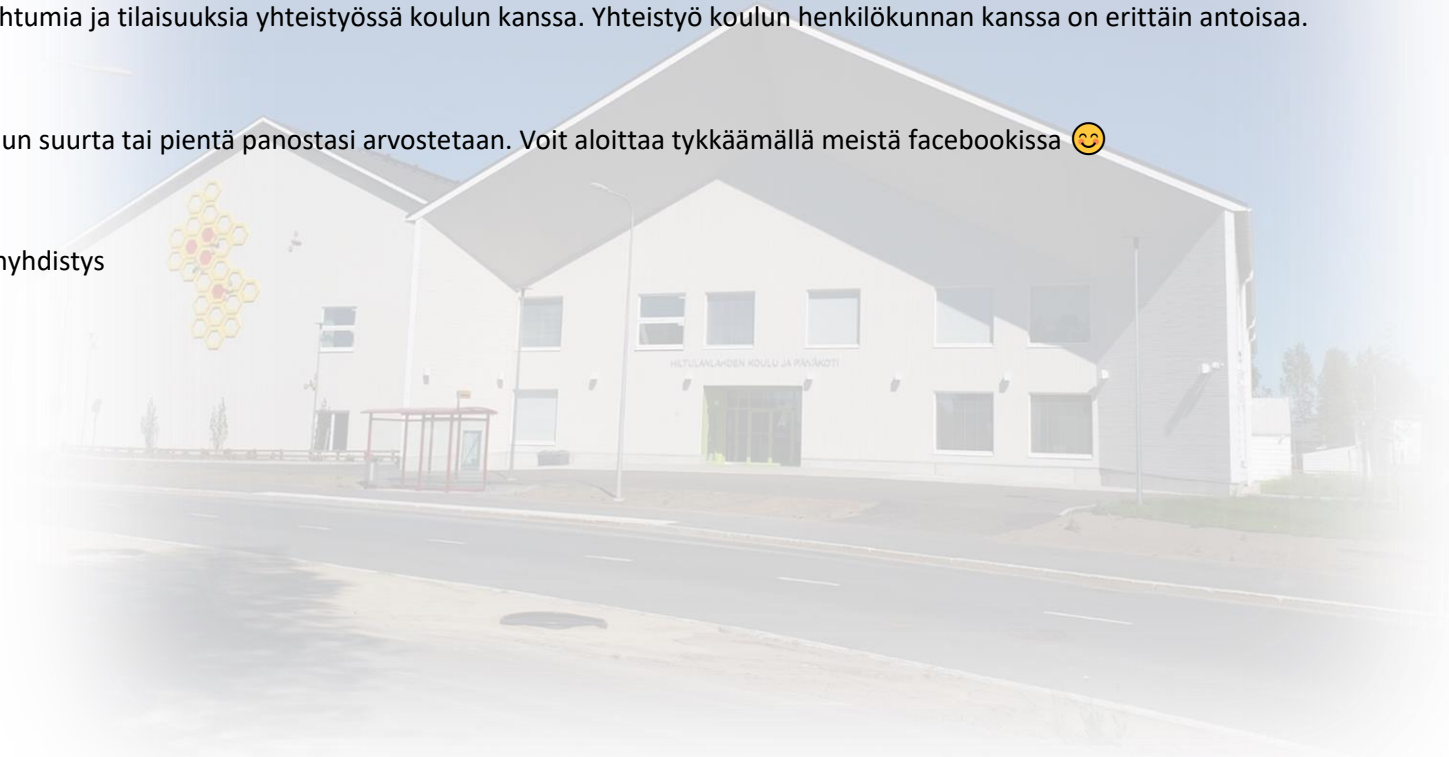 htumia ja tilaisuuksia yhteistyössä koulun kanssa. Yhteistyö koulun henkilökunnan kanssa on erittäin antoisaa.
un suurta tai pientä panostasi arvostetaan. Voit aloittaa tykkäämällä meistä facebookissa 😊
nyhdistys
HILTULANLAHDEN KOULU JA PÄIVÄKOTI